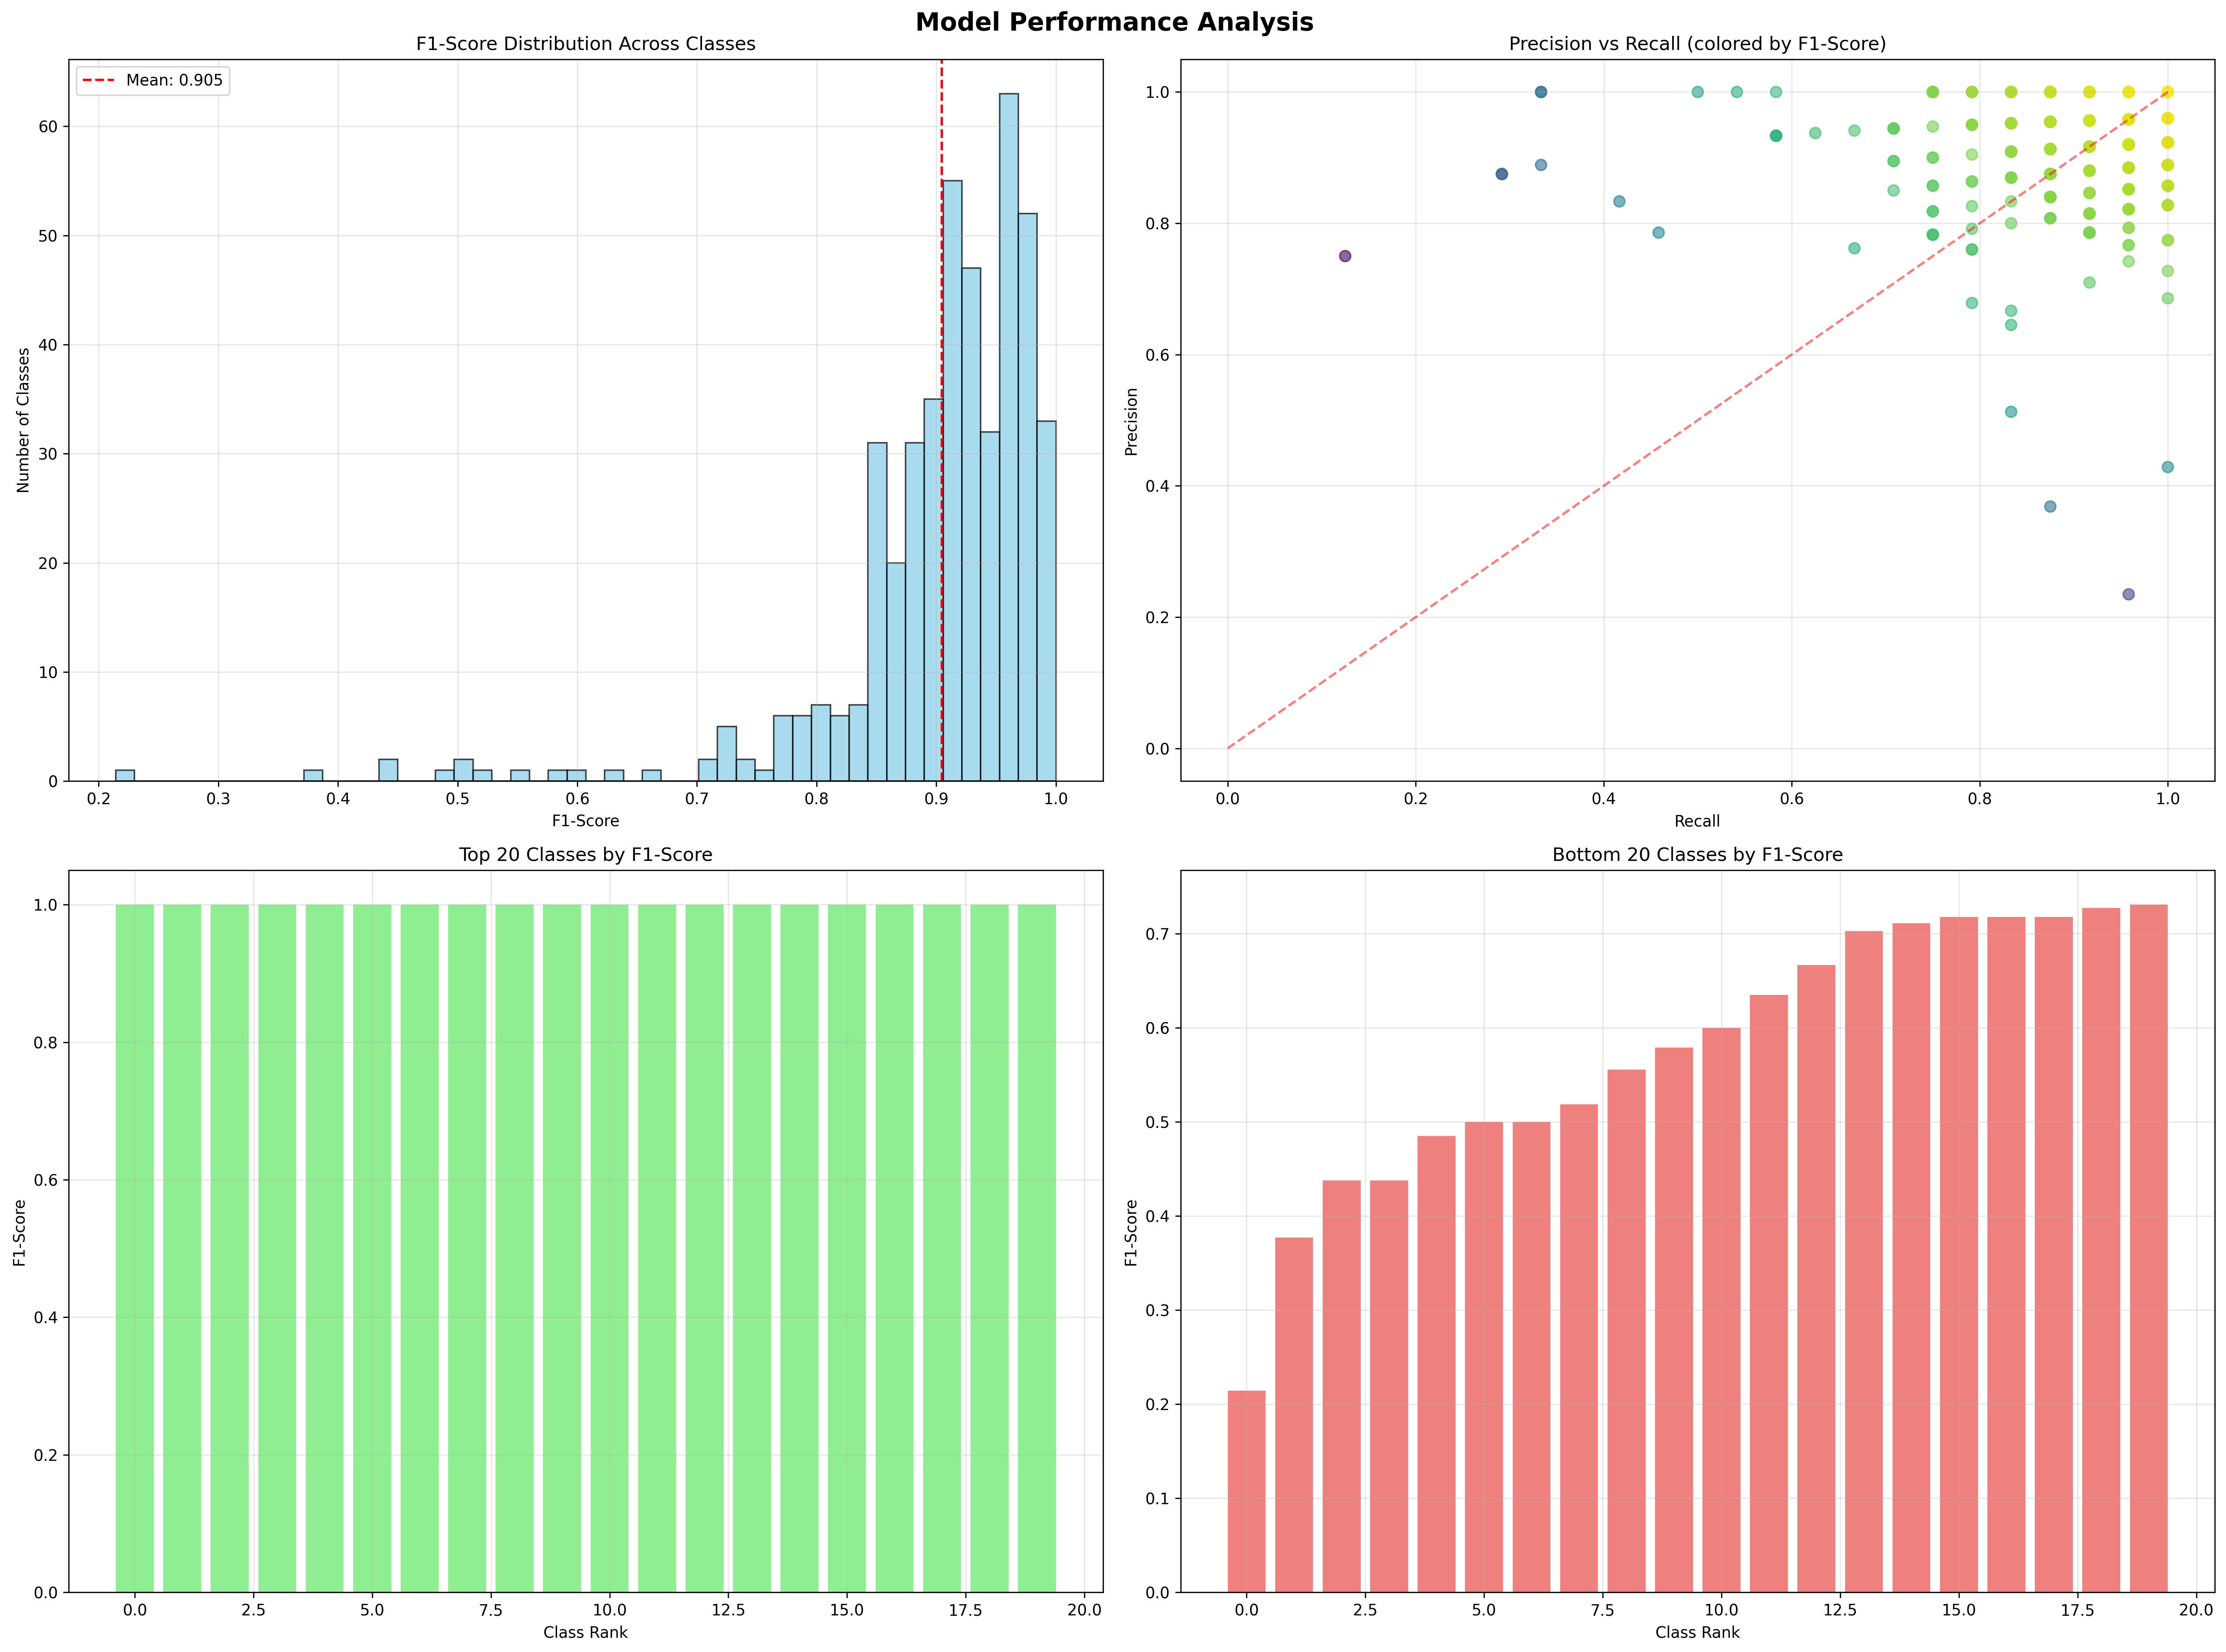 Model Performance Analysis
F1-Score Distribution Across Classes
Mean: 0.905
Number of Classes
60
50
40
30
20
10
0
0.2 0.3 0.4 0.5 0.6 0.7 0.8 0.9 1.0
F1-Score
Precision vs Recall (colored by F1-Score)
Precision
1.0
0.8
0.6
0.4
0.2
0.0
0.0 0.2 0.4 0.6 0.8 1.0
Recall
Top 20 Classes by F1-Score
F1-Score
1.0
0.8
0.6
0.4
0.2
0.0
0.0 2.5 5.0 7.5 10.0 12.5 15.0 17.5 20.0
Class Rank
Bottom 20 Classes by F1-Score
F1-Score
0.7
0.6
0.5
0.4
0.3
0.2
0.1
0.0
0.0 2.5 5.0 7.5 10.0 12.5 15.0 17.5 20.0
Class Rank